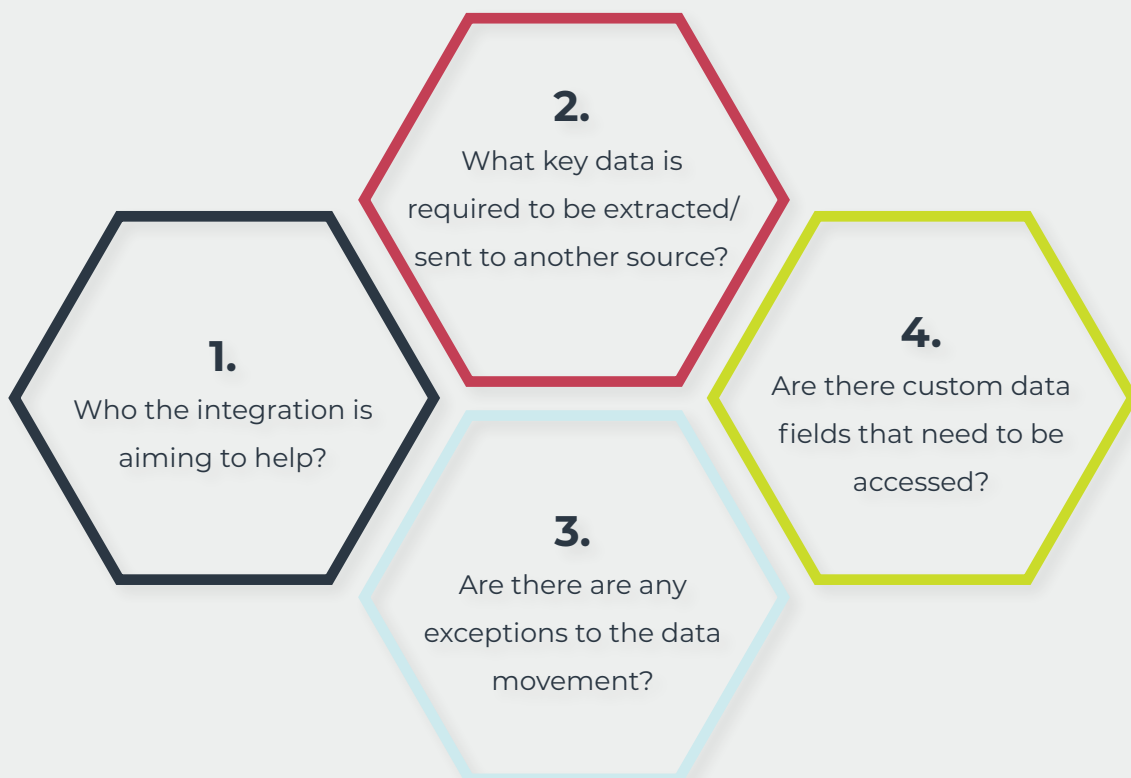 1.
Who the integration is
aiming to help?
2.
What key data is
required to be extracted/
sent to another source?
3.
Are there are any
exceptions to the data
movement?
4.
Are there custom data
fields that need to be
accessed?